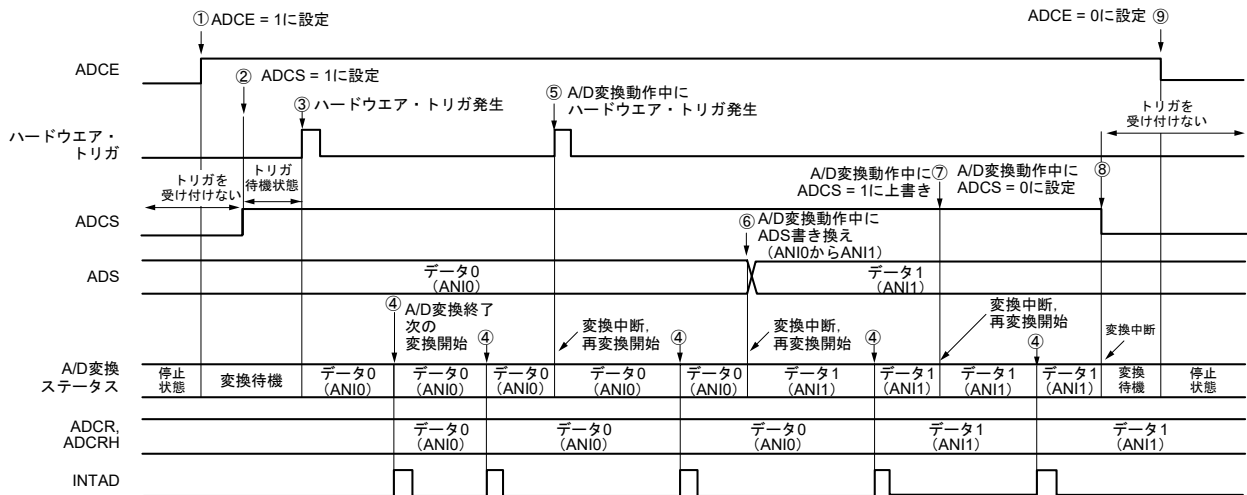 ① ADCE = 1に設定
ADCE = 0に設定 ⑨
ADCE
② ADCS = 1に設定
③ ハードウエア・トリガ発生
⑤ A/D変換動作中に
ハードウエア・トリガ発生
トリガを
受け付けない
ハードウエア・
トリガ
トリガを
受け付けない
トリガ
待機状態
A/D変換動作中に ⑦
ADCS = 1に上書き
A/D変換動作中に
ADCS = 0に設定
⑧
ADCS
⑥ A/D変換動作中に
ADS書き換え
（ANI0からANI1）
ADS
データ0
（ANI0）
データ1
（ANI1）
④ A/D変換終了
次の
変換開始
④
変換中断,
再変換開始
④
変換中断,
再変換開始
④
変換中断,
再変換開始
④
変換中断
A/D変換
ステータス
停止
状態
変換待機
データ0
（ANI0）
データ0
（ANI0）
データ0
（ANI0）
データ0
（ANI0）
データ0
（ANI0）
データ1
（ANI1）
データ1
（ANI1）
データ1
（ANI1）
データ1
（ANI1）
変換
待機
停止
状態
ADCR,
ADCRH
データ0
（ANI0）
データ0
（ANI0）
データ0
（ANI0）
データ1
（ANI1）
データ1
（ANI1）
INTAD